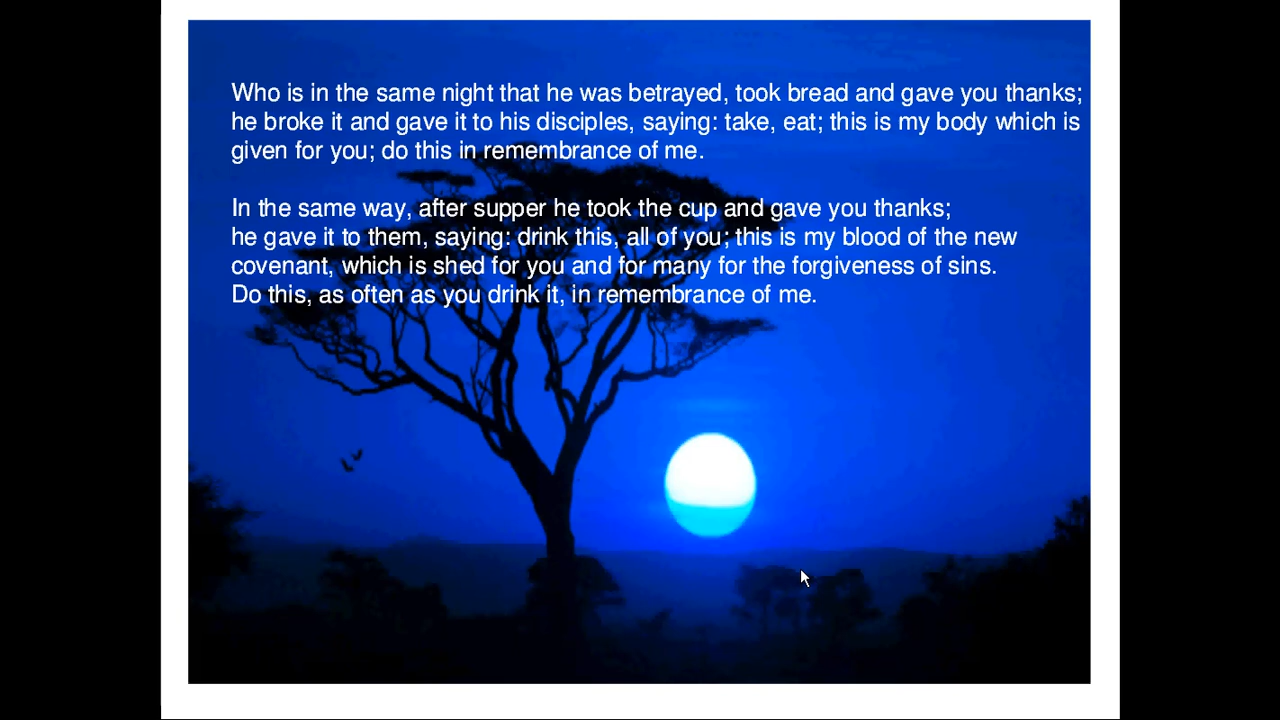 Who is in the same night that he was betrayed, took bread and gave you thanks;
he broke it and gave it to his disciples, saying: take, eat; this is my body which is
given for you; do this in remembrance of me.
In the same way, after supper he took the cup and gave you thanks;
he gave it to them, saying: drink this, all of you; this is my blood of the new
covenant, which is shed for you and for many for the forgiveness of sins.
Do this, as often as you drink it, in remembrance of me.